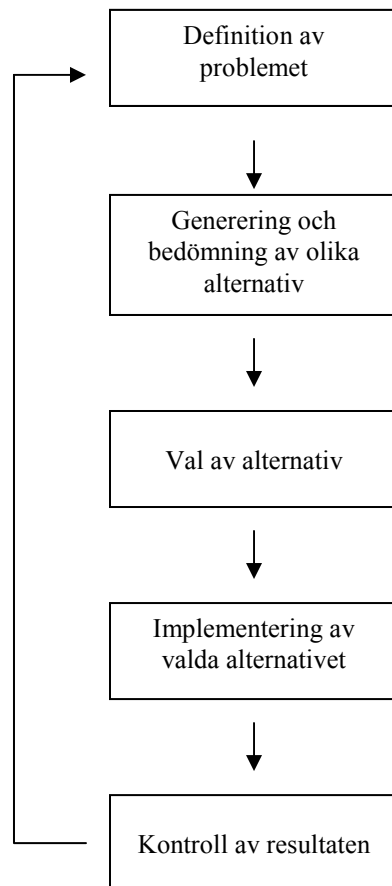 Definition av
problemet
Generering och
bedömning av olika
alternativ
Val av alternativ
Implementering av
valda alternativet
Kontroll av resultaten